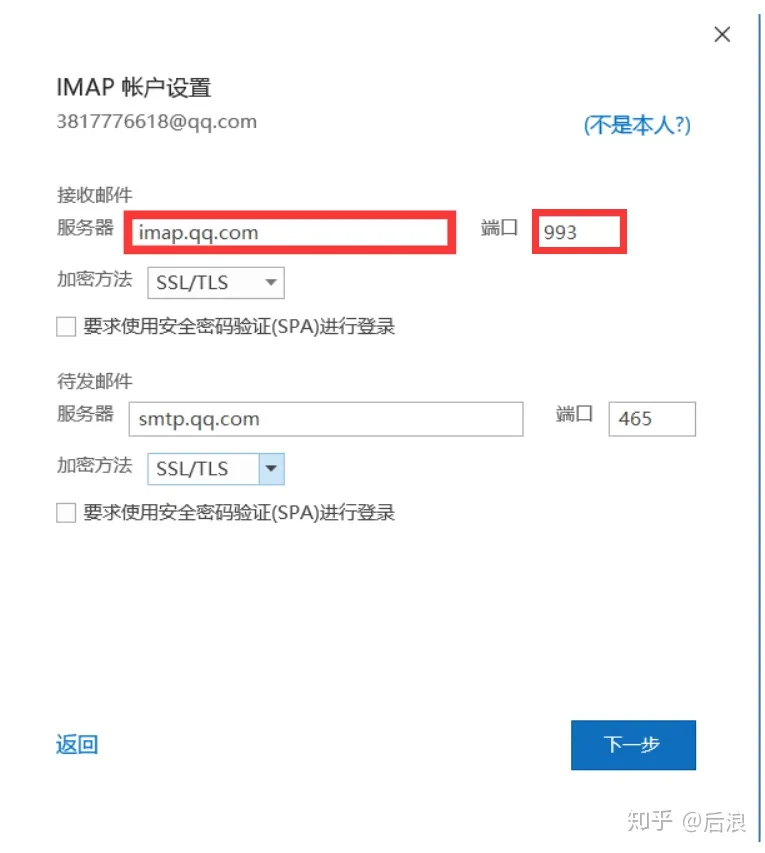 IMAP 帐户设置
3817776618@qq.com
(不是本人?)
接收邮件
服务器 imap.qq.com 端口 993
加密方法 SSL/TLS
要求使用安全密码验证(SPA)进行登录
待发邮件
服务器 smtp.qq.com 端口 465
加密方法 SSL/TLS
要求使用安全密码验证(SPA)进行登录
返回 下一步
知乎 @后浪